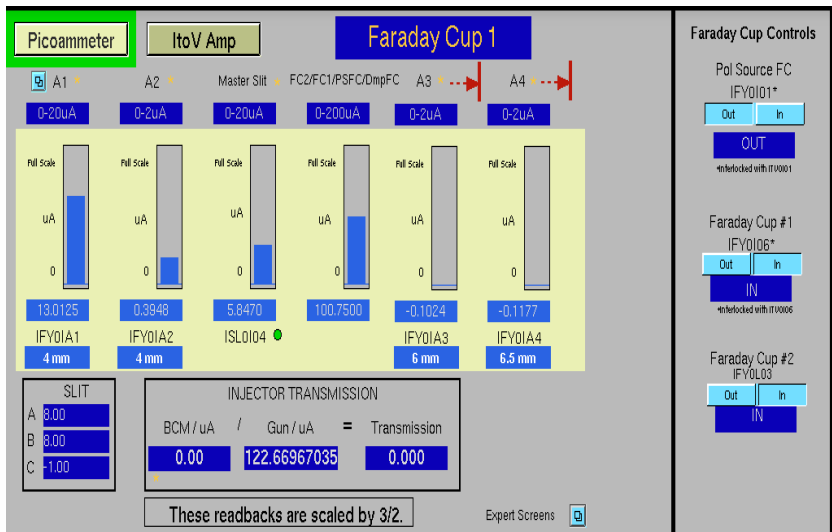 Picoammeter
ItoV Amp
Faraday Cup 1
A1 * A2 * Master Slit * FC2/FC1/PSFC/DmpFC A3 * A4 *
0-20uA 0-2uA 0-20uA 0-200uA 0-2uA 0-2uA
Full Scale Full Scale Full Scale Full Scale Full Scale Full Scale
uA uA uA uA uA uA
0 0 0 0 0 0
13.0125 0.3948 5.8470 100.7500 -0.1024 -0.1177
IFY0IA1 IFY0IA2 ISL0I04 IFY0IA3 IFY0IA4
4 mm 4 mm 6 mm 6.5 mm
SLIT
A 8.00
B 8.00
C -1.00
INJECTOR TRANSMISSION
BCM / uA / Gun / uA = Transmission
0.00 122.66967035 0.000
*
These readbacks are scaled by 3/2.
Expert Screens
Faraday Cup Controls
Pol Source FC
IFY0I01*
Out In
OUT
*Interlocked with ITV0I01
Faraday Cup #1
IFY0I06*
Out In
IN
*Interlocked with ITV0I06
Faraday Cup #2
IFY0L03
Out In
IN